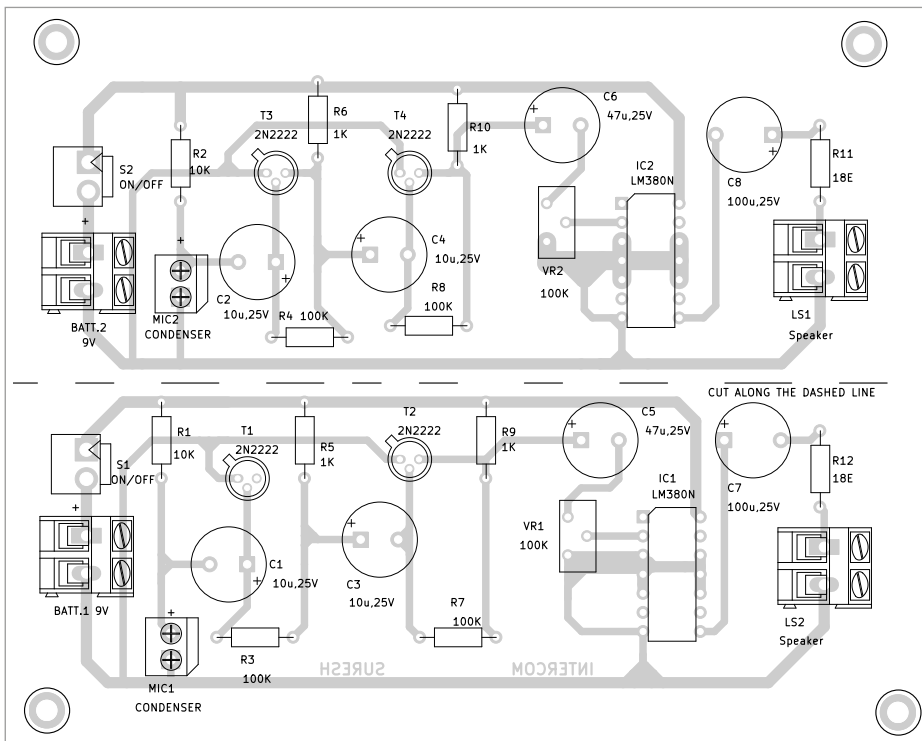 C6
47u,25V
R6
1K
T3
2N2222
T4
2N2222
R10
1K
R2
10K
R11
18E
IC2
LM380N
C8
100u,25V
S2
ON/OFF
+
+
+
+
+
+
C4
10u,25V
C2
10u,25V
VR2
100K
R8
100K
R4 100K
BATT.2
9V
MIC2
CONDENSER
LS1
Speaker
CUT ALONG THE DASHED LINE
C5
47u,25V
R1
10K
T1
2N2222
R5
1K
T2
2N2222
R9
1K
+
+
R12
18E
S1
ON/OFF
IC1
LM380N
C7
100u,25V
+
+
VR1
100K
C1
10u,25V
+
C3
10u,25V
BATT.1 9V
+
R7
100K
LS2
Speaker
R3
100K
SURESH
INTERCOM
MIC1
CONDENSER